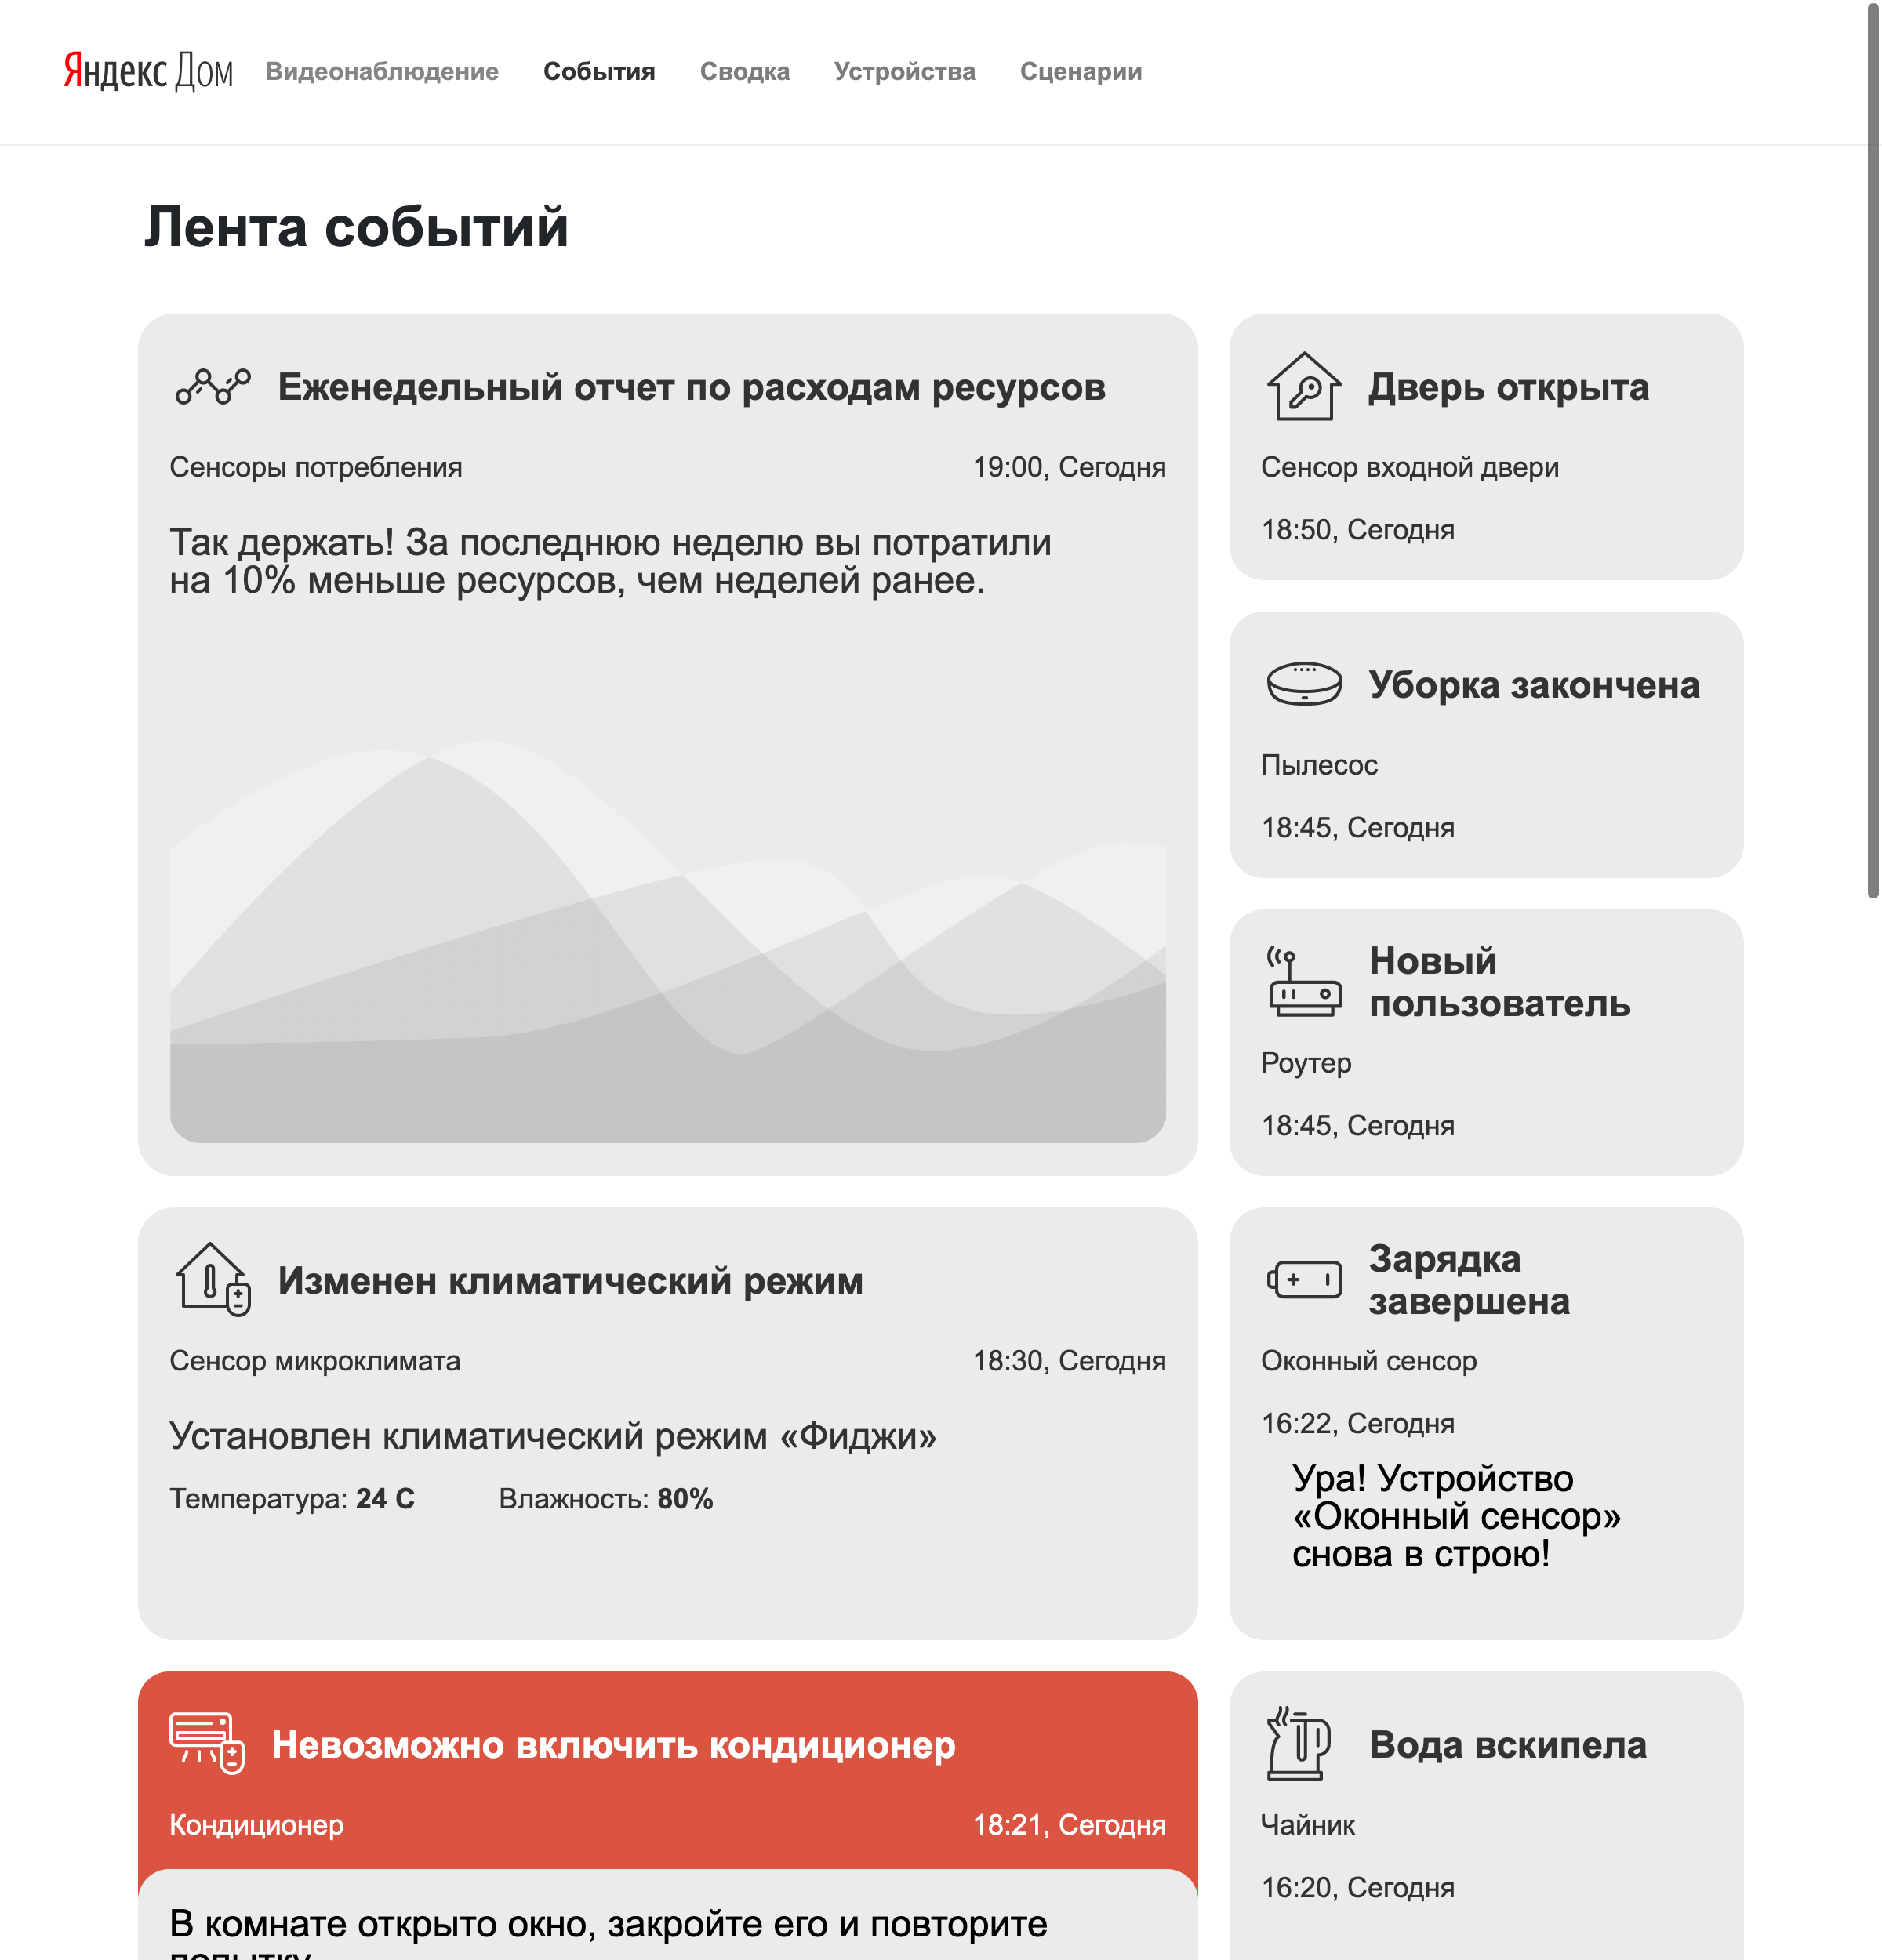 Яндекс Дом
Видеонаблюдение
События
Сводка
Устройства
Сценарии
Лента событий
Еженедельный отчет по расходам ресурсов
Сенсоры потребления
19:00, Сегодня
Так держать! За последнюю неделю вы потратили
на 10% меньше ресурсов, чем неделей ранее.
Дверь открыта
Сенсор входной двери
18:50, Сегодня
Уборка закончена
Пылесос
18:45, Сегодня
Новый
пользователь
Роутер
18:45, Сегодня
Изменен климатический режим
Сенсор микроклимата
18:30, Сегодня
Установлен климатический режим «Фиджи»
Температура: 24 C
Влажность: 80%
Зарядка
завершена
Оконный сенсор
16:22, Сегодня
Ура! Устройство
«Оконный сенсор»
снова в строю!
Невозможно включить кондиционер
Кондиционер
18:21, Сегодня
В комнате открыто окно, закройте его и повторите
попытку
Вода вскипела
Чайник
16:20, Сегодня